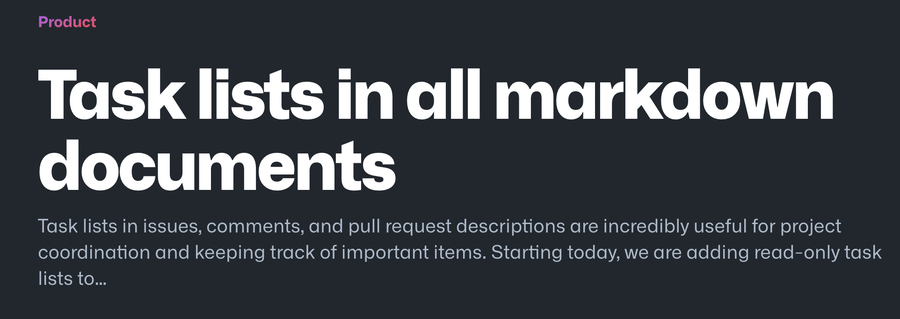 Product
Task lists in all markdown
documents
Task lists in issues, comments, and pull request descriptions are incredibly useful for project
coordination and keeping track of important items. Starting today, we are adding read-only task
lists to...